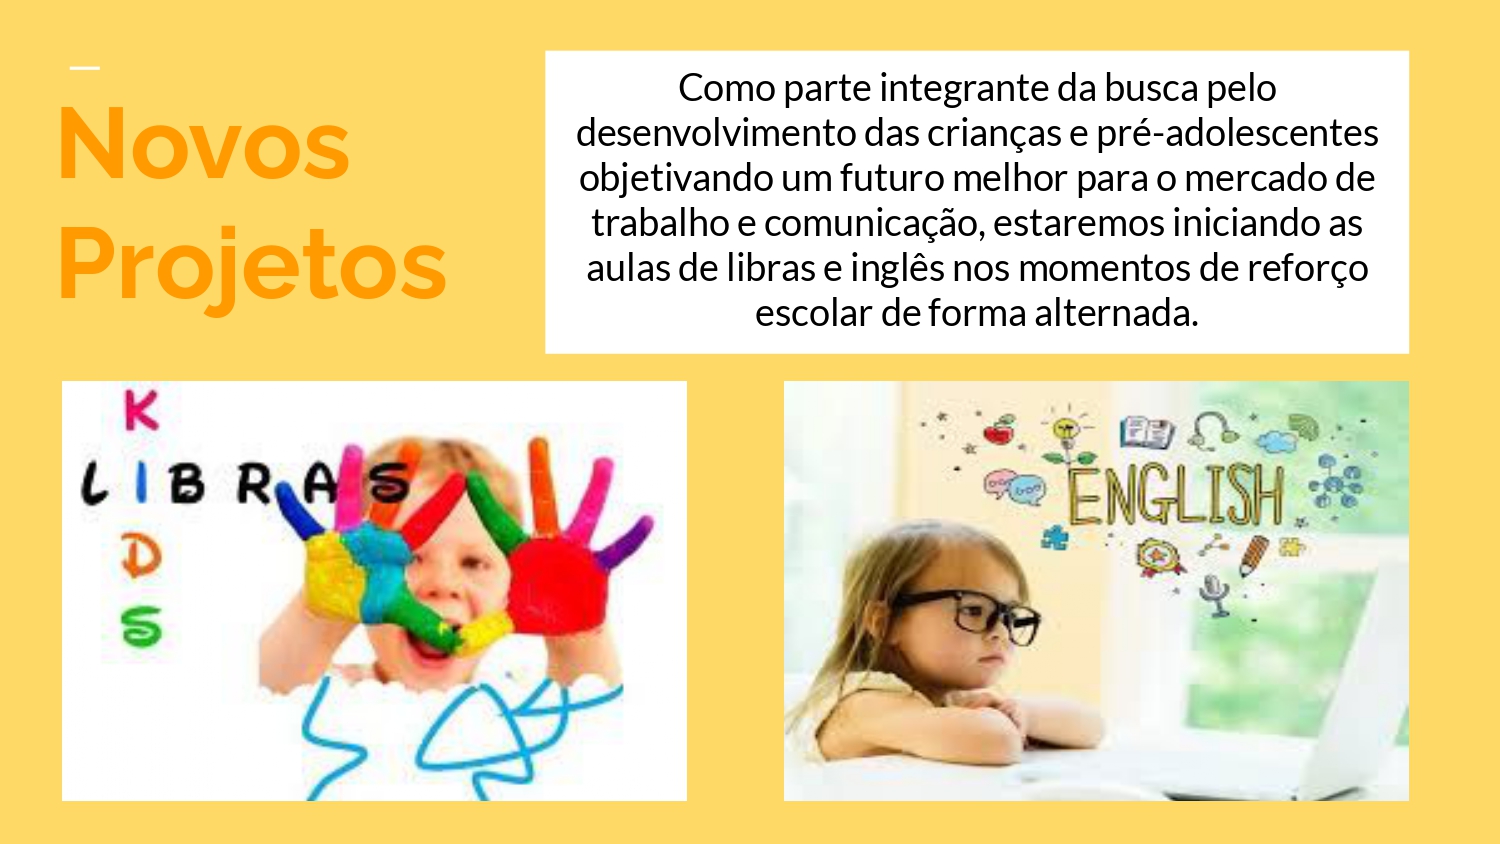 Novos
Projetos
Como parte integrante da busca pelo
desenvolvimento das crianças e pré-adolescentes
objetivando um futuro melhor para o mercado de
trabalho e comunicação, estaremos iniciando as
aulas de libras e inglês nos momentos de reforço
escolar de forma alternada.
K
LIBRAS
D
S
ENGLISH